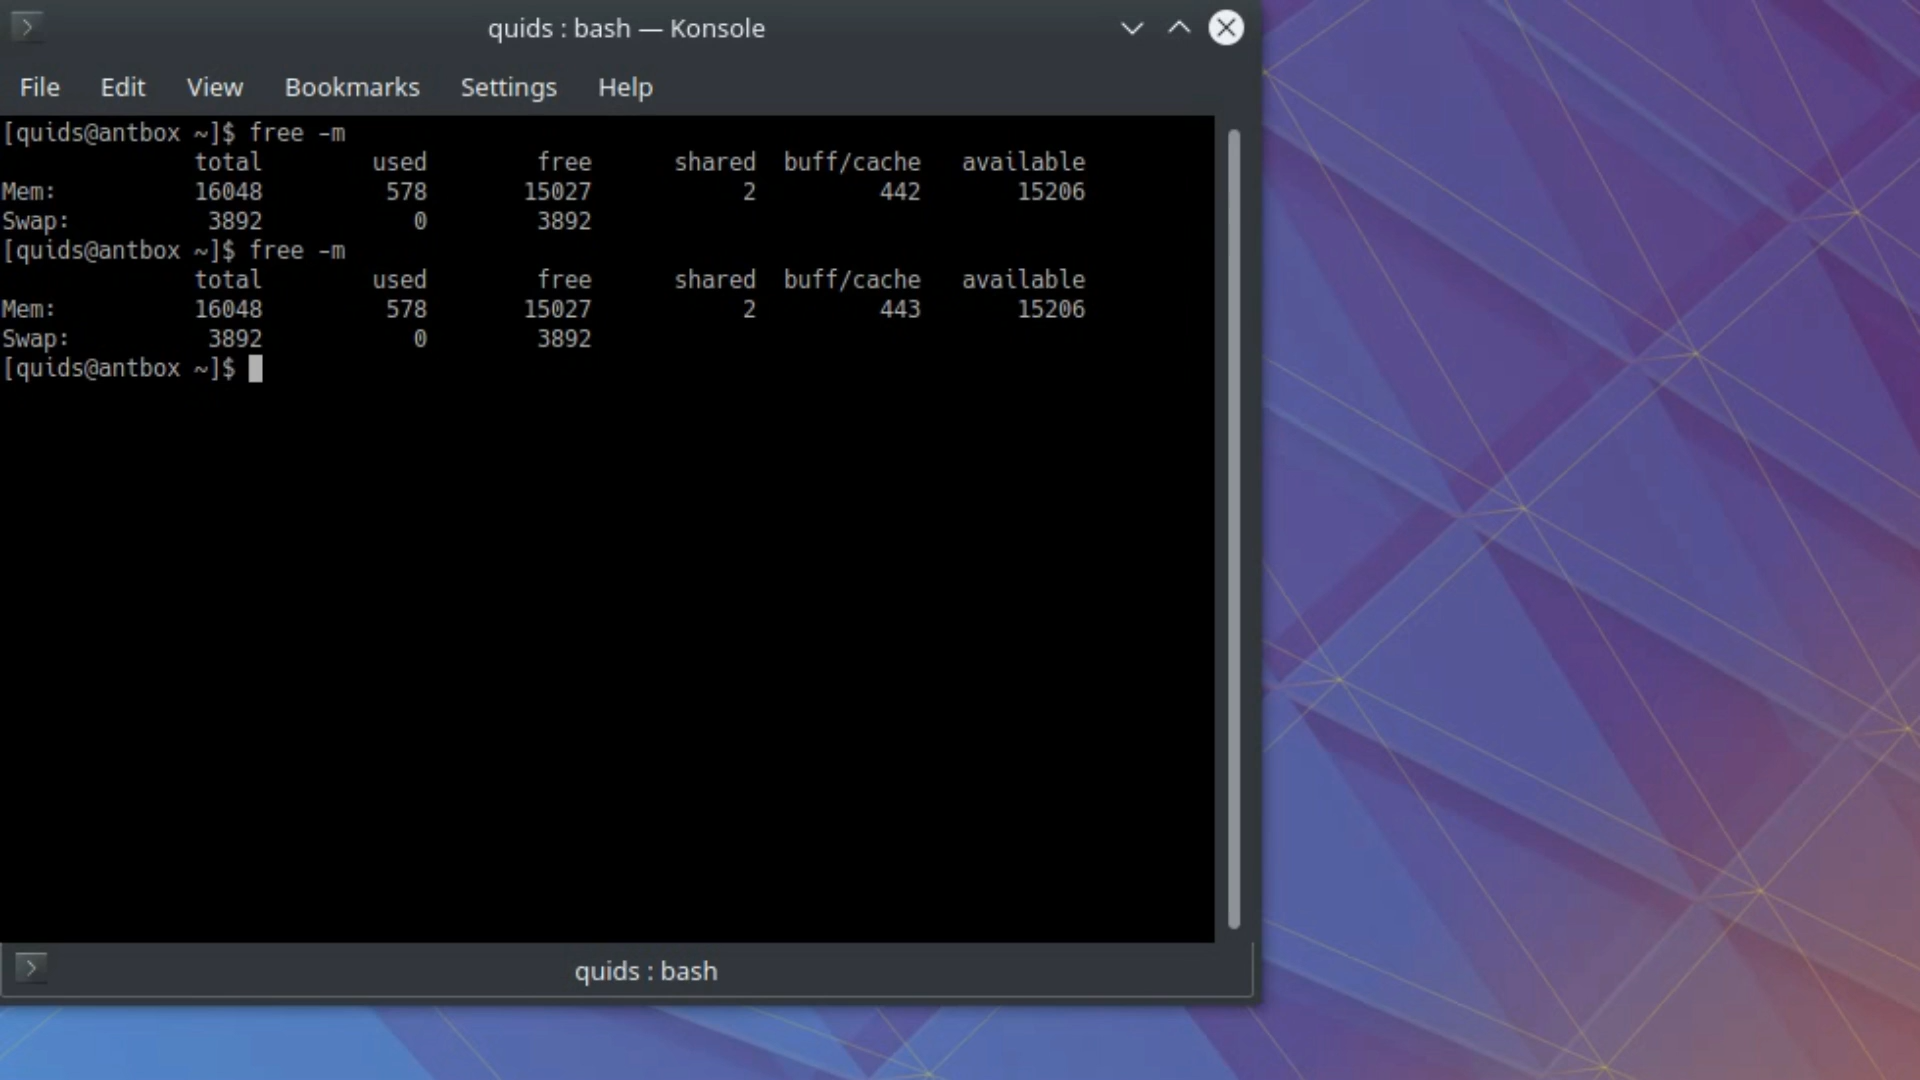 quids : bash — Konsole
File Edit View Bookmarks Settings Help
[quids@antbox ~]$ free -m
total used free shared buff/cache available
Mem: 16048 578 15027 2 442 15206
Swap: 3892 0 3892
[quids@antbox ~]$ free -m
total used free shared buff/cache available
Mem: 16048 578 15027 2 443 15206
Swap: 3892 0 3892
[quids@antbox ~]$
quids : bash